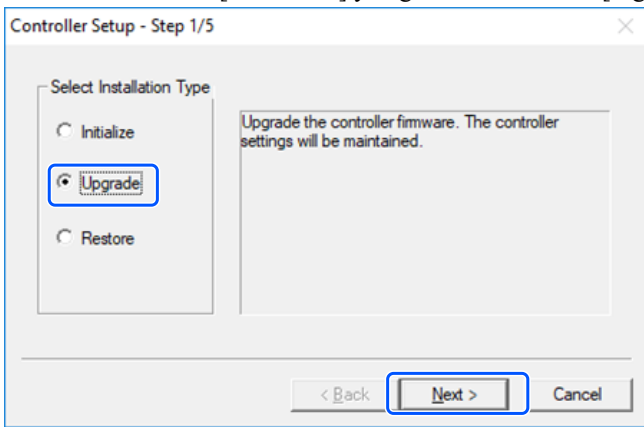 Controller Setup - Step 1/5
Select Installation Type
Initialize
Upgrade the controller firmware. The controller
settings will be maintained.
Upgrade
Restore
< Back
Next >
Cancel